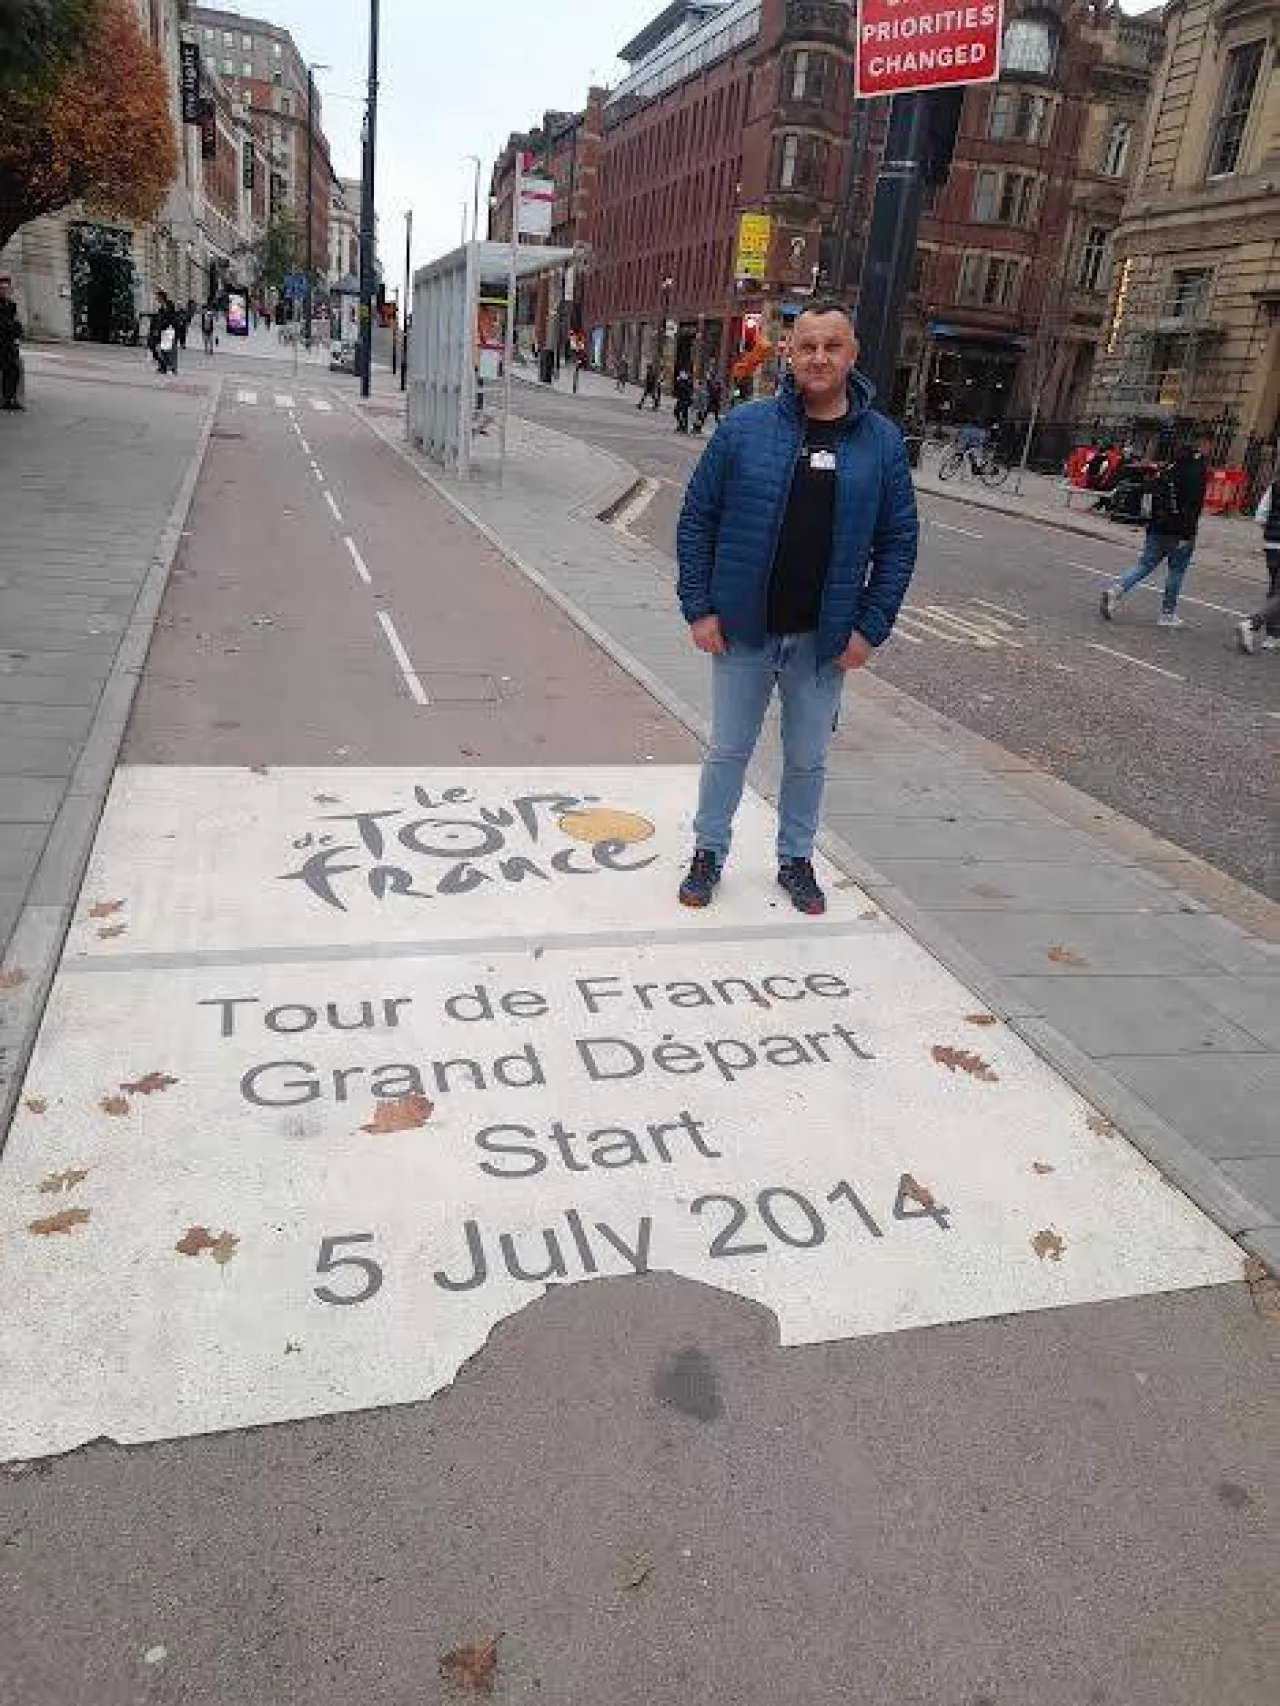 PRIORITIES
CHANGED
le
Tour
de
france
Tour de France
Grand Départ
Start
5 July 2014